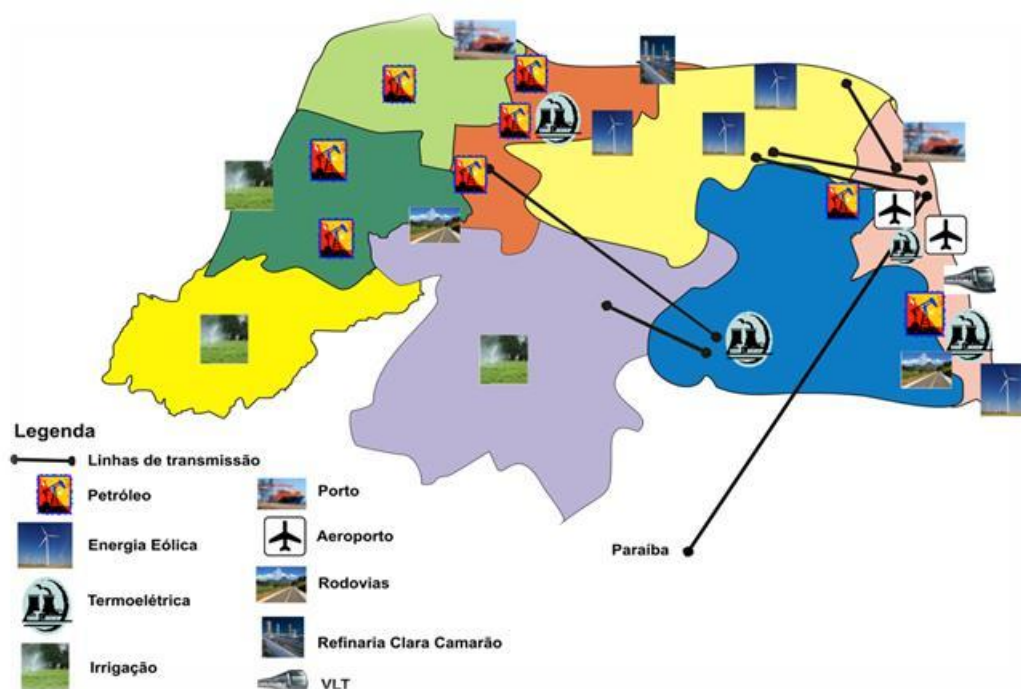 Paraíba
Legenda
Linhas de transmissão
Petróleo
Energia Eólica
Termoelétrica
Irrigação
Porto
Aeroporto
Rodovias
Refinaria Clara Camarão
VLT